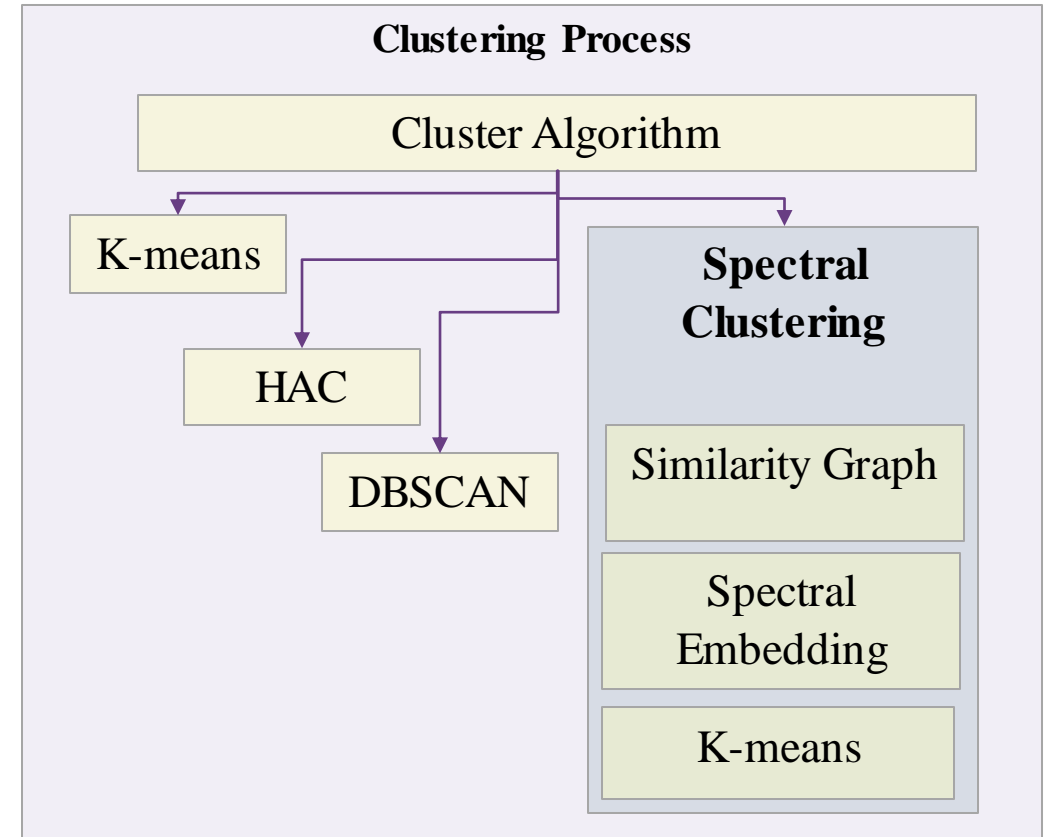 Clustering Process
Cluster Algorithm
K-means
HAC
DBSCAN
Spectral
Clustering
Similarity Graph
Spectral
Embedding
K-means